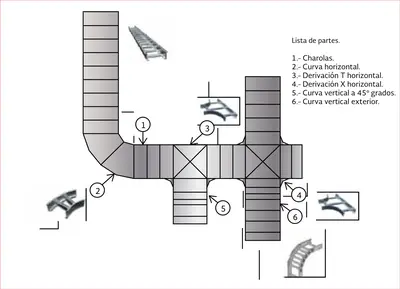 Lista de partes.
1.- Charolas.
2.- Curva horizontal.
3.- Derivación T horizontal.
4.- Derivación X horizontal.
5.- Curva vertical a 45° grados.
6.- Curva vertical exterior.
3
1
2
4
5
6